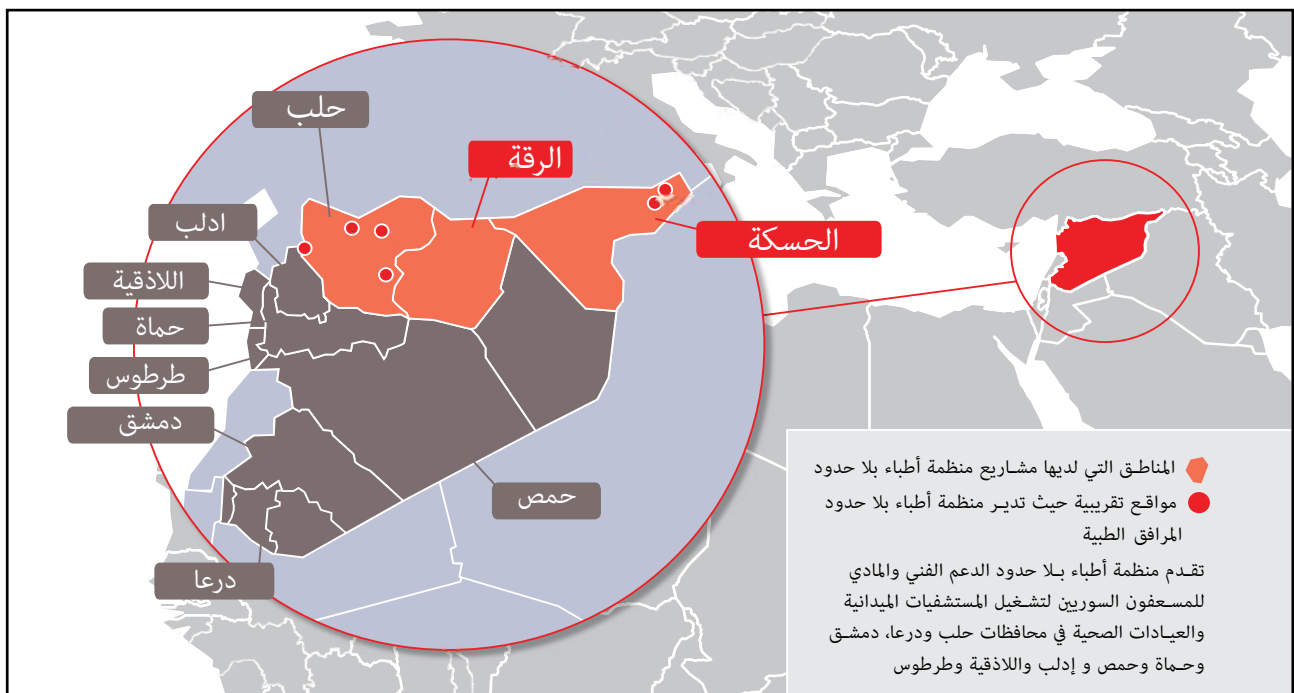 حلب
الرقة
ادلب
الحسكة
اللاذقية
حماة
طرطوس
دمشق
حمص
درعا
المناطق التي لديها مشاريع منظمة أطباء بلا حدود
مواقع تقريبية حيث تدير منظمة أطباء بلا حدود
المرافق الطبية
تقدم منظمة أطباء بلا حدود الدعم الفني والمادي
للمسعفون السوريين لتشغيل المستشفيات الميدانية
والعيادات الصحية في محافظات حلب ودرعا، دمشق
وحماة وحمص و إدلب واللاذقية وطرطوس